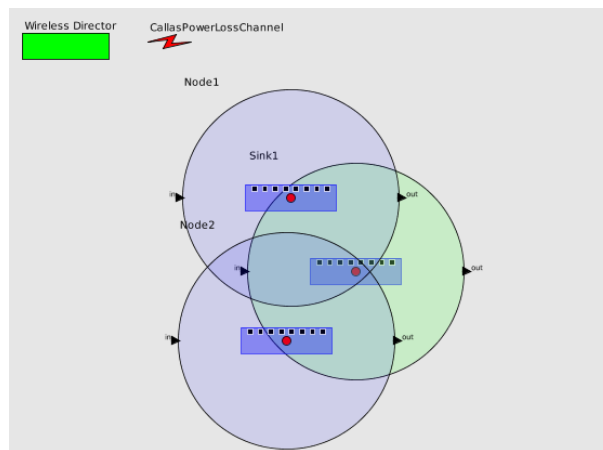 Wireless Director
CallasPowerLossChannel
Node1
Sink1
in
out
Node2
in
out
in
out